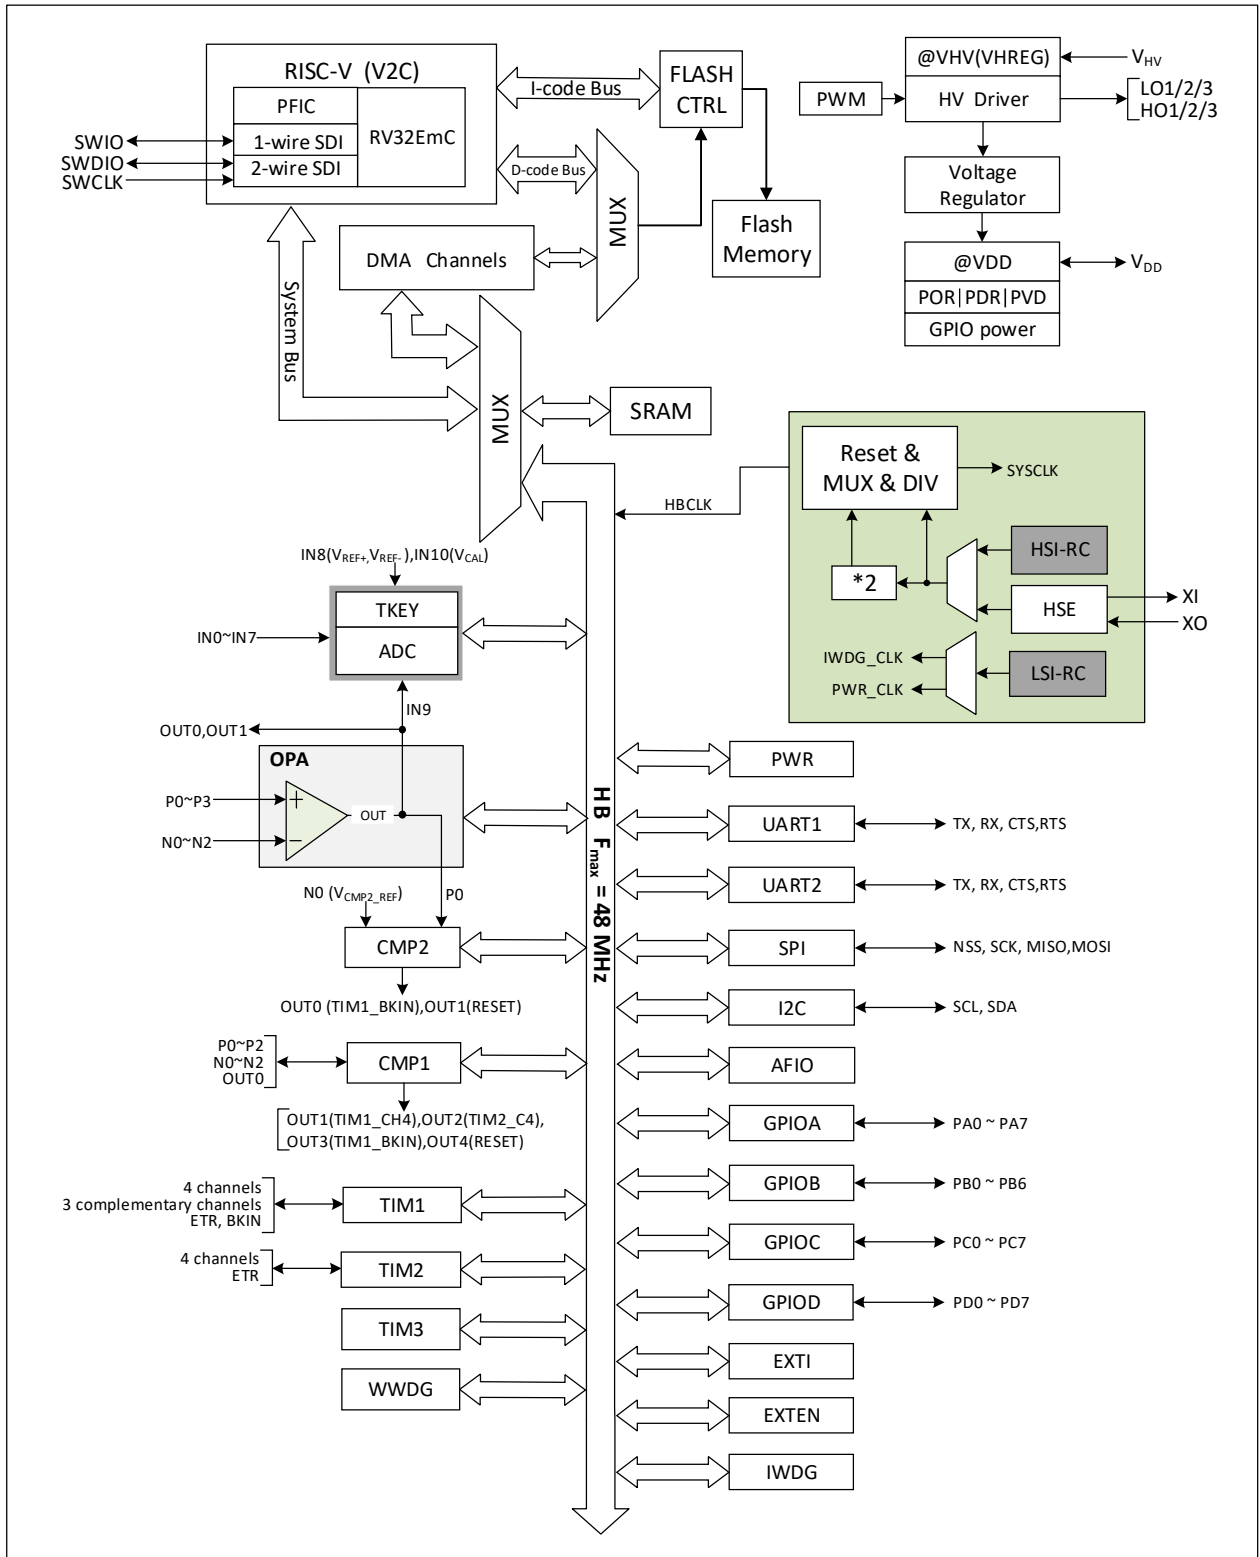 RISC-V (V2C)
PFIC
1-wire SDI
2-wire SDI
RV32EmC
SWIO
SWDIO
SWCLK
I-code Bus
D-code Bus
FLASH
CTRL
MUX
Flash
Memory
DMA Channels
System Bus
MUX
SRAM
PWM
@VHV(VHREG)
HV Driver
VHV
LO1/2/3
HO1/2/3
Voltage
Regulator
@VDD
POR|PDR|PVD
GPIO power
VDD
Reset &
MUX & DIV
SYSCLK
HBCLK
*2
HSI-RC
HSE
XI
XO
IWDG_CLK
PWR_CLK
LSI-RC
IN8(VREF+,VREF-),IN10(VCAL)
TKEY
ADC
IN0~IN7
IN9
OUT0,OUT1
OPA
P0~P3
N0~N2
+
−
OUT
N0 (VCMP2_REF)
P0
CMP2
OUT0 (TIM1_BKIN),OUT1(RESET)
P0~P2
N0~N2
OUT0
CMP1
OUT1(TIM1_CH4),OUT2(TIM2_C4),
OUT3(TIM1_BKIN),OUT4(RESET)
4 channels
3 complementary channels
ETR, BKIN
TIM1
4 channels
ETR
TIM2
TIM3
WWDG
HB Fmax = 48 MHz
PWR
UART1
TX, RX, CTS,RTS
UART2
TX, RX, CTS,RTS
SPI
NSS, SCK, MISO,MOSI
I2C
SCL, SDA
AFIO
GPIOA
PA0 ~ PA7
GPIOB
PB0 ~ PB6
GPIOC
PC0 ~ PC7
GPIOD
PD0 ~ PD7
EXTI
EXTEN
IWDG